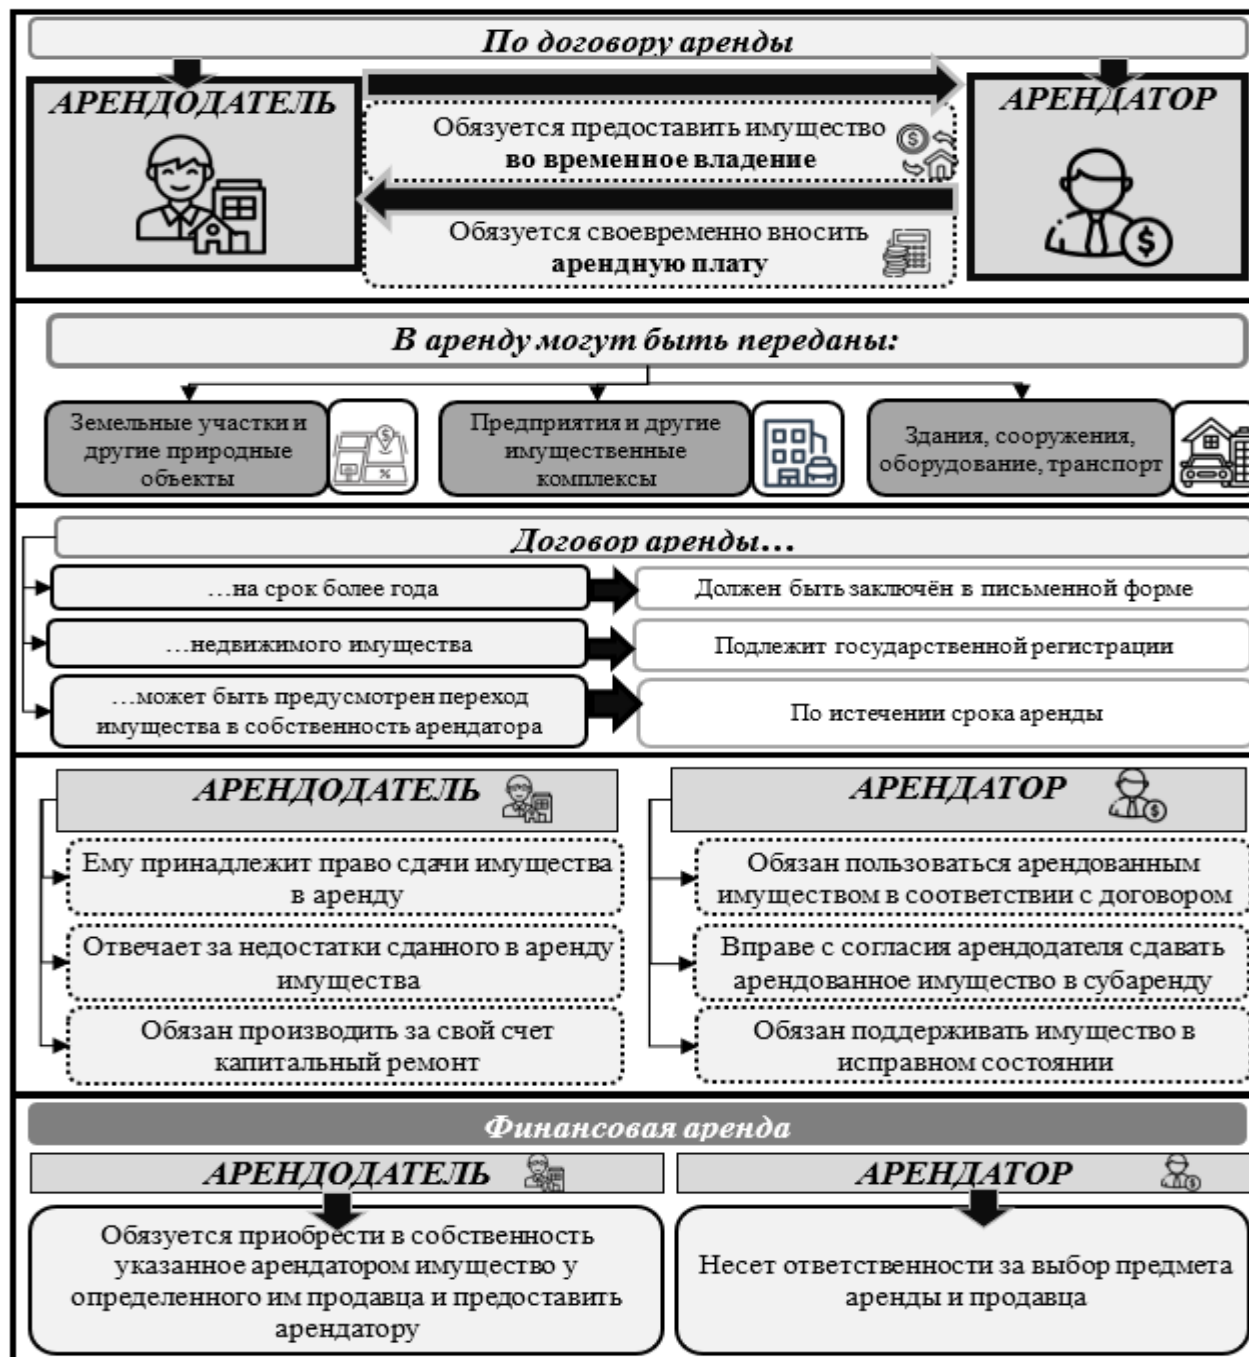 По договору аренды
АРЕНДОДАТЕЛЬ
АРЕНДАТОР
Обязуется предоставить имущество
во временное владение
Обязуется своевременно вносить
арендную плату
В аренду могут быть переданы:
Земельные участки и
другие природные
объекты
Предприятия и другие
имущественные
комплексы
Здания, сооружения,
оборудование, транспорт
Договор аренды...
...на срок более года
Должен быть заключён в письменной форме
...недвижимого имущества
Подлежит государственной регистрации
...может быть предусмотрен переход
имущества в собственность арендатора
По истечении срока аренды
АРЕНДОДАТЕЛЬ
Ему принадлежит право сдачи имущества
в аренду
Отвечает за недостатки сданного в аренду
имущества
Обязан производить за свой счет
капитальный ремонт
АРЕНДАТОР
Обязан пользоваться арендованным
имуществом в соответствии с договором
Вправе с согласия арендодателя сдавать
арендованное имущество в субаренду
Обязан поддерживать имущество в
исправном состоянии
Финансовая аренда
АРЕНДОДАТЕЛЬ
Обязуется приобрести в собственность
указанное арендатором имущество у
определенного им продавца и предоставить
арендатору
АРЕНДАТОР
Несет ответственности за выбор предмета
аренды и продавца